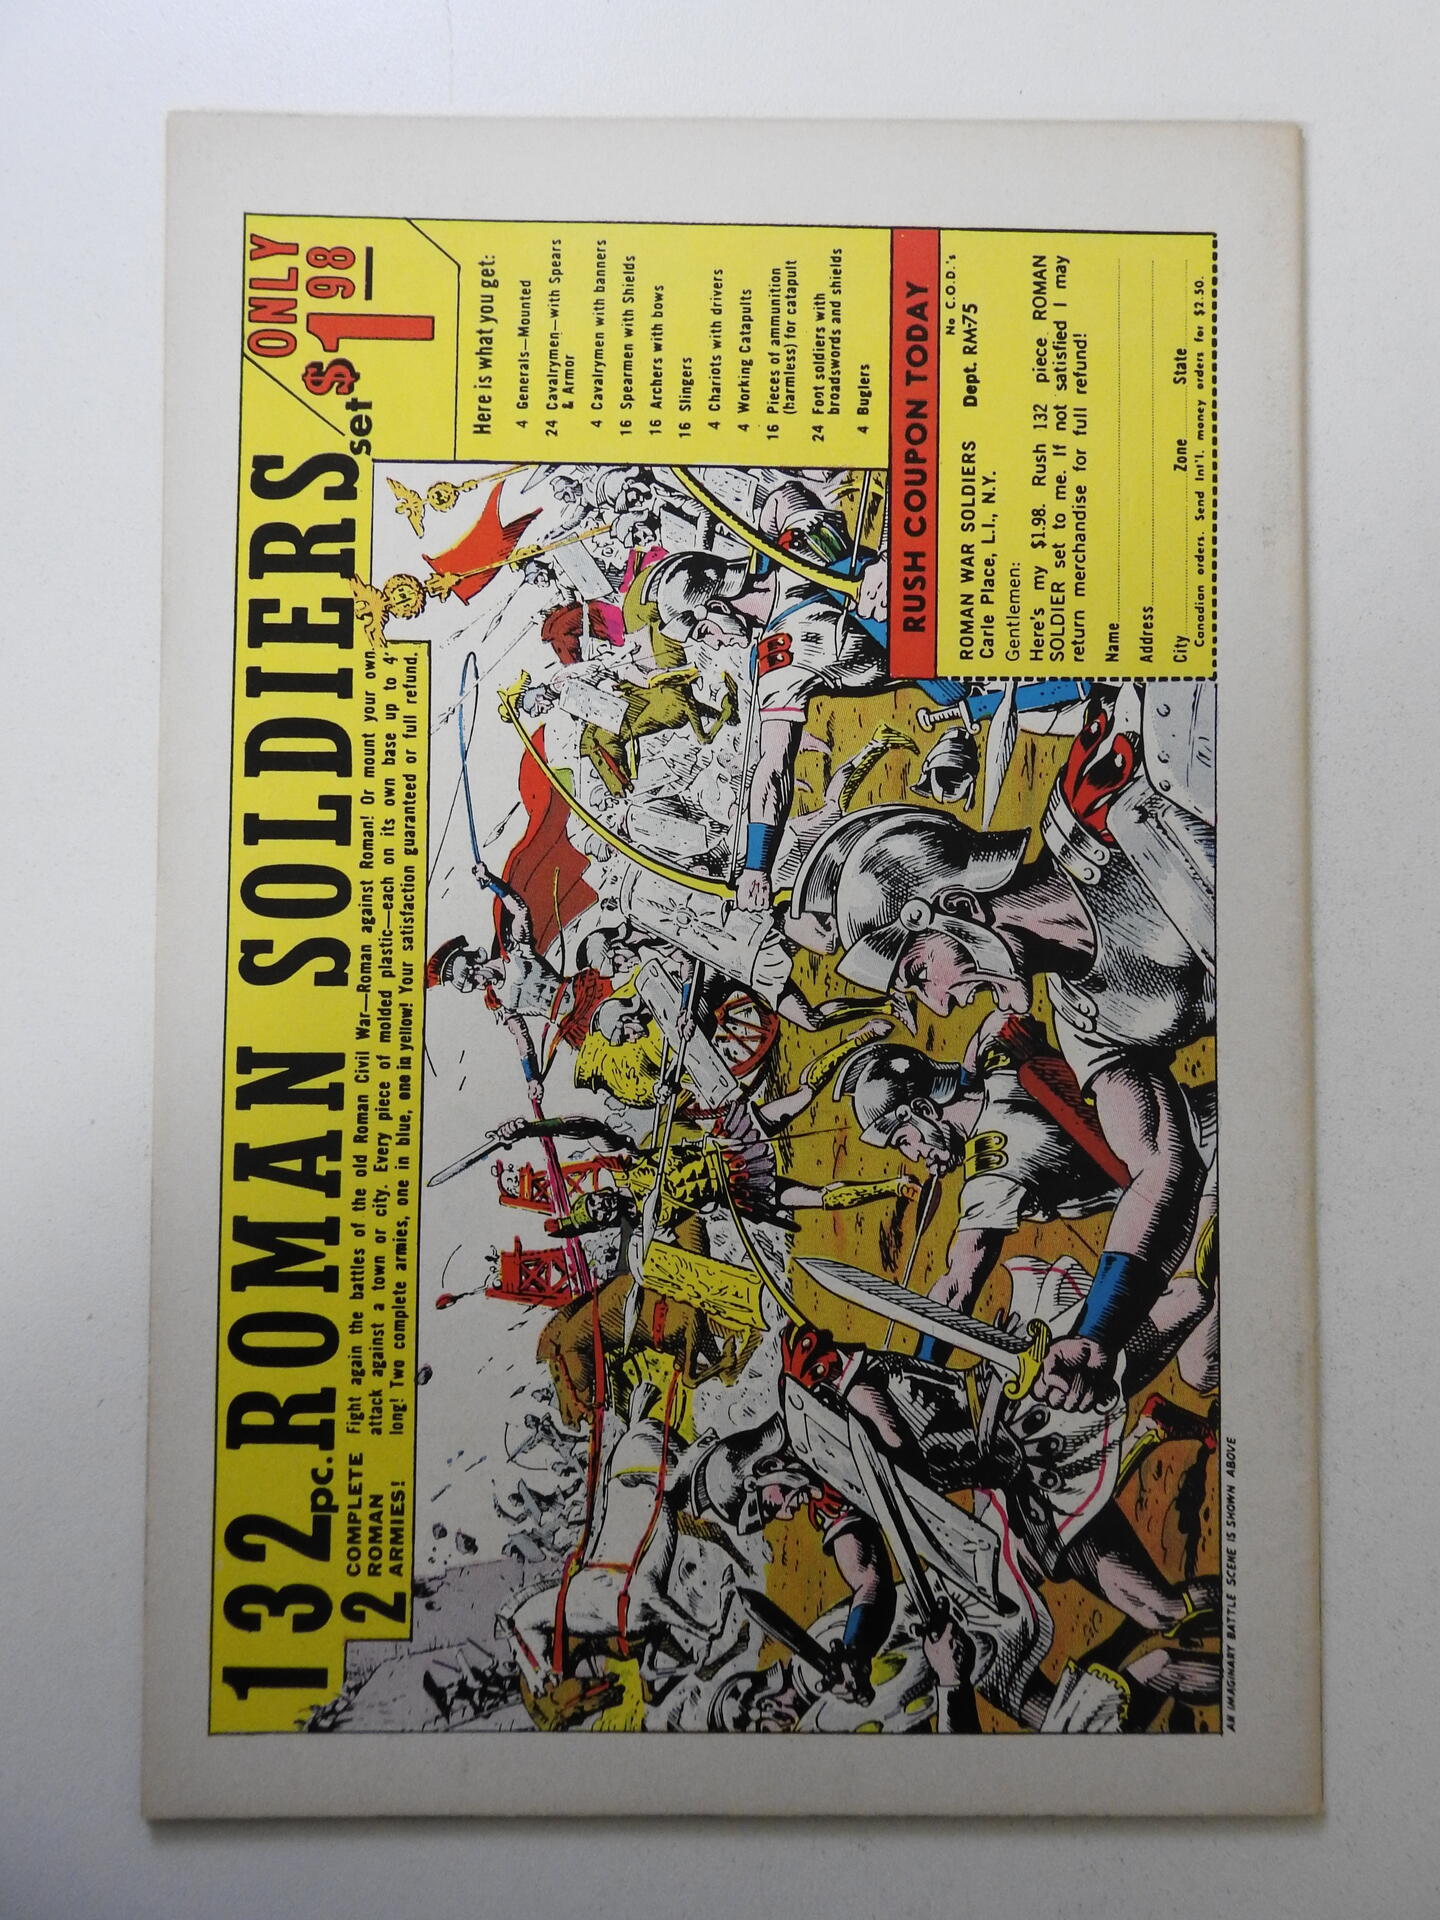 132 pc. ROMAN SOLDIERS set
ONLY
$1.98
2 COMPLETE ROMAN ARMIES!
Fight again the battles of the old Roman Civil War—Roman against Roman! Or mount your own
attack against a town or city. Every piece of molded plastic—each on its own base up to 4"
long! Two complete armies, one in blue, one in yellow! Your satisfaction guaranteed or full refund.
Here is what you get:
4 Generals—Mounted
24 Cavalrymen—with Spears
& Armor
4 Cavalrymen with banners
16 Spearmen with Shields
16 Archers with bows
16 Slingers
4 Chariots with drivers
4 Working Catapults
16 Pieces of ammunition
(harmless) for catapult
24 Foot soldiers with
broadswords and shields
4 Buglers
RUSH COUPON TODAY
No C.O.D.'s
ROMAN WAR SOLDIERS Dept. RM-75
Carle Place, L.I., N.Y.
Gentlemen:
Here's my $1.98. Rush 132 piece ROMAN
SOLDIER set to me. If not satisfied I may
return merchandise for full refund!
Name
Address
City Zone State
Canadian orders. Send Int'l. money orders for $2.50.
AN IMAGINARY BATTLE SCENE IS SHOWN ABOVE